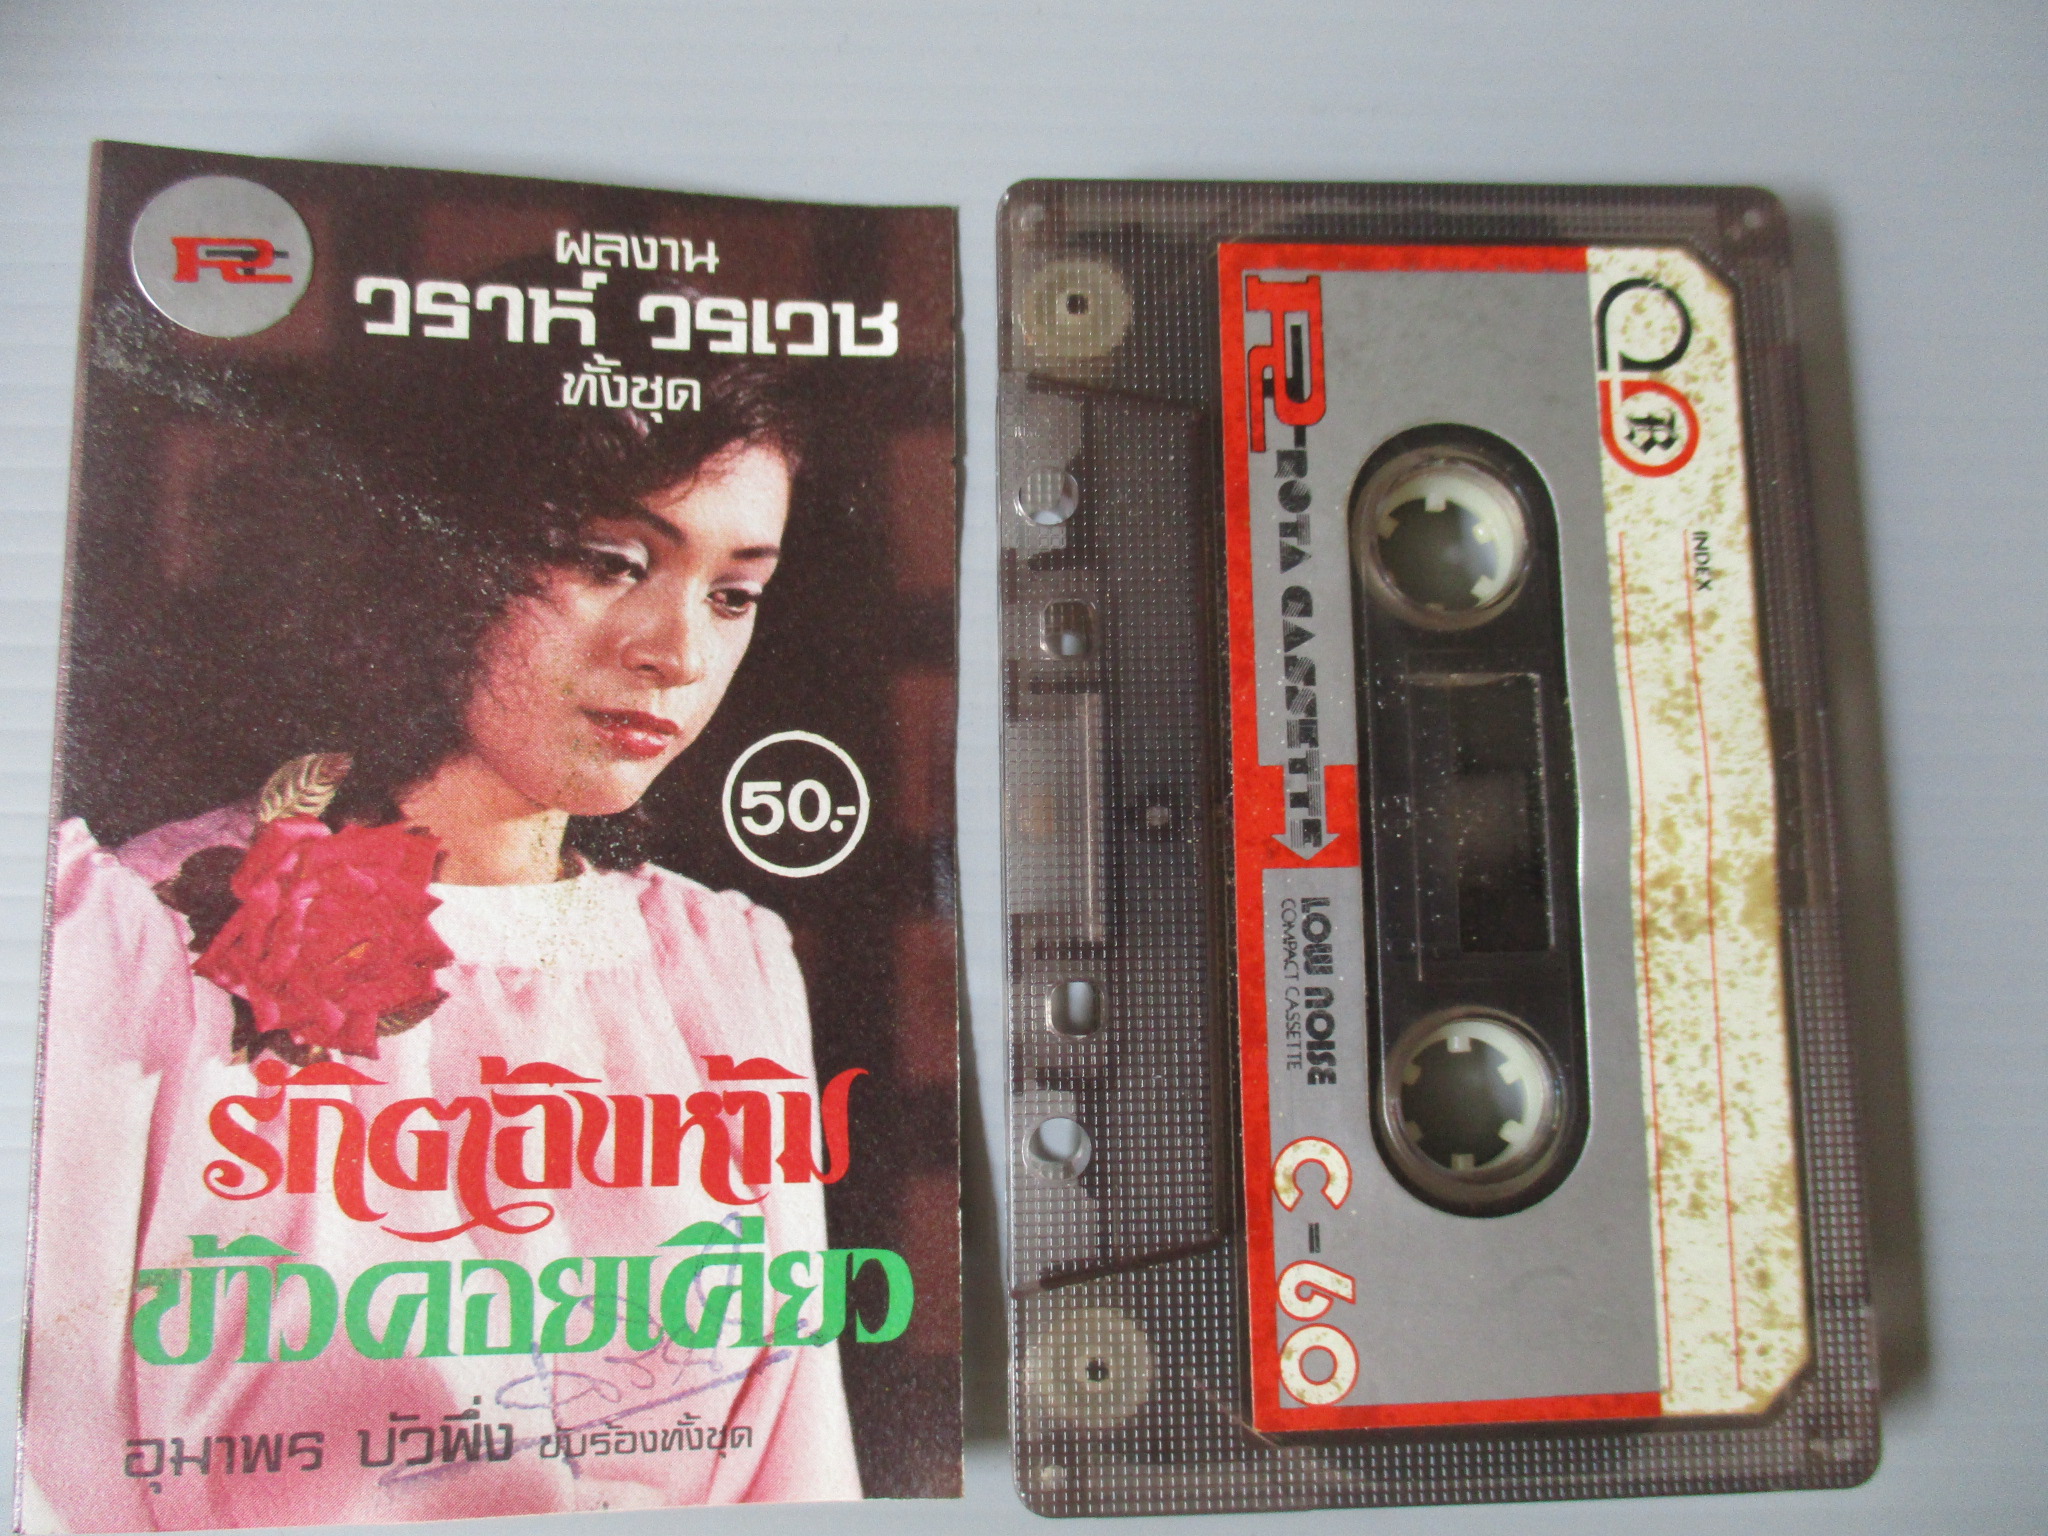 ผลงาน
วราห์ วรเวช
ทั้งชุด
50.-
รักต้องห้าม
ข้าวคอยเคียว
อุมาพร บัวพึ่ง ขับร้องทั้งชุด
ROTA CASSETTE
LOW NOISE
COMPACT CASSETTE
C-60
B
INDEX